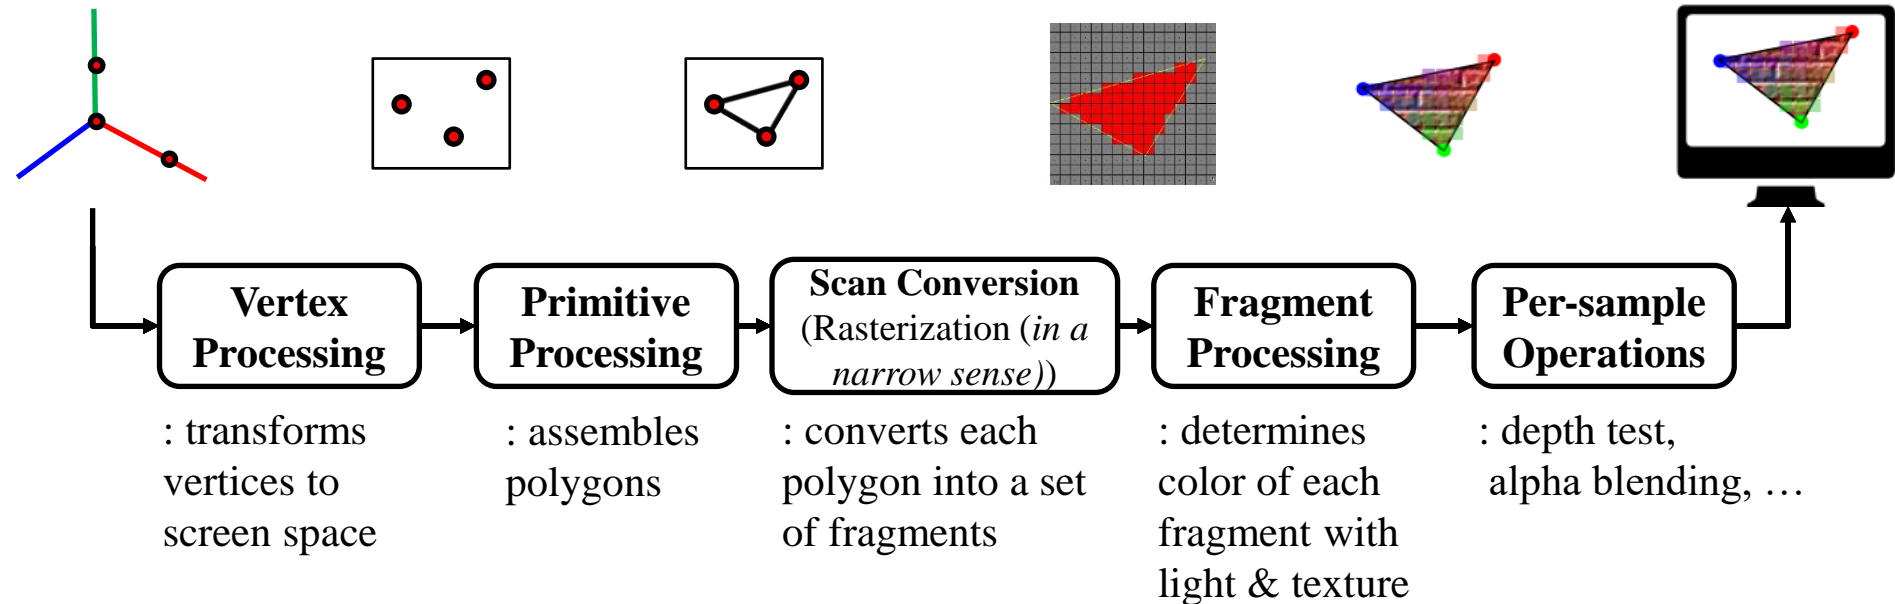 Vertex
Processing
Primitive
Processing
Scan Conversion
(Rasterization (in a
narrow sense))
Fragment
Processing
Per-sample
Operations
: transforms
vertices to
screen space
: assembles
polygons
: converts each
polygon into a set
of fragments
: determines
color of each
fragment with
light & texture
: depth test,
alpha blending, …